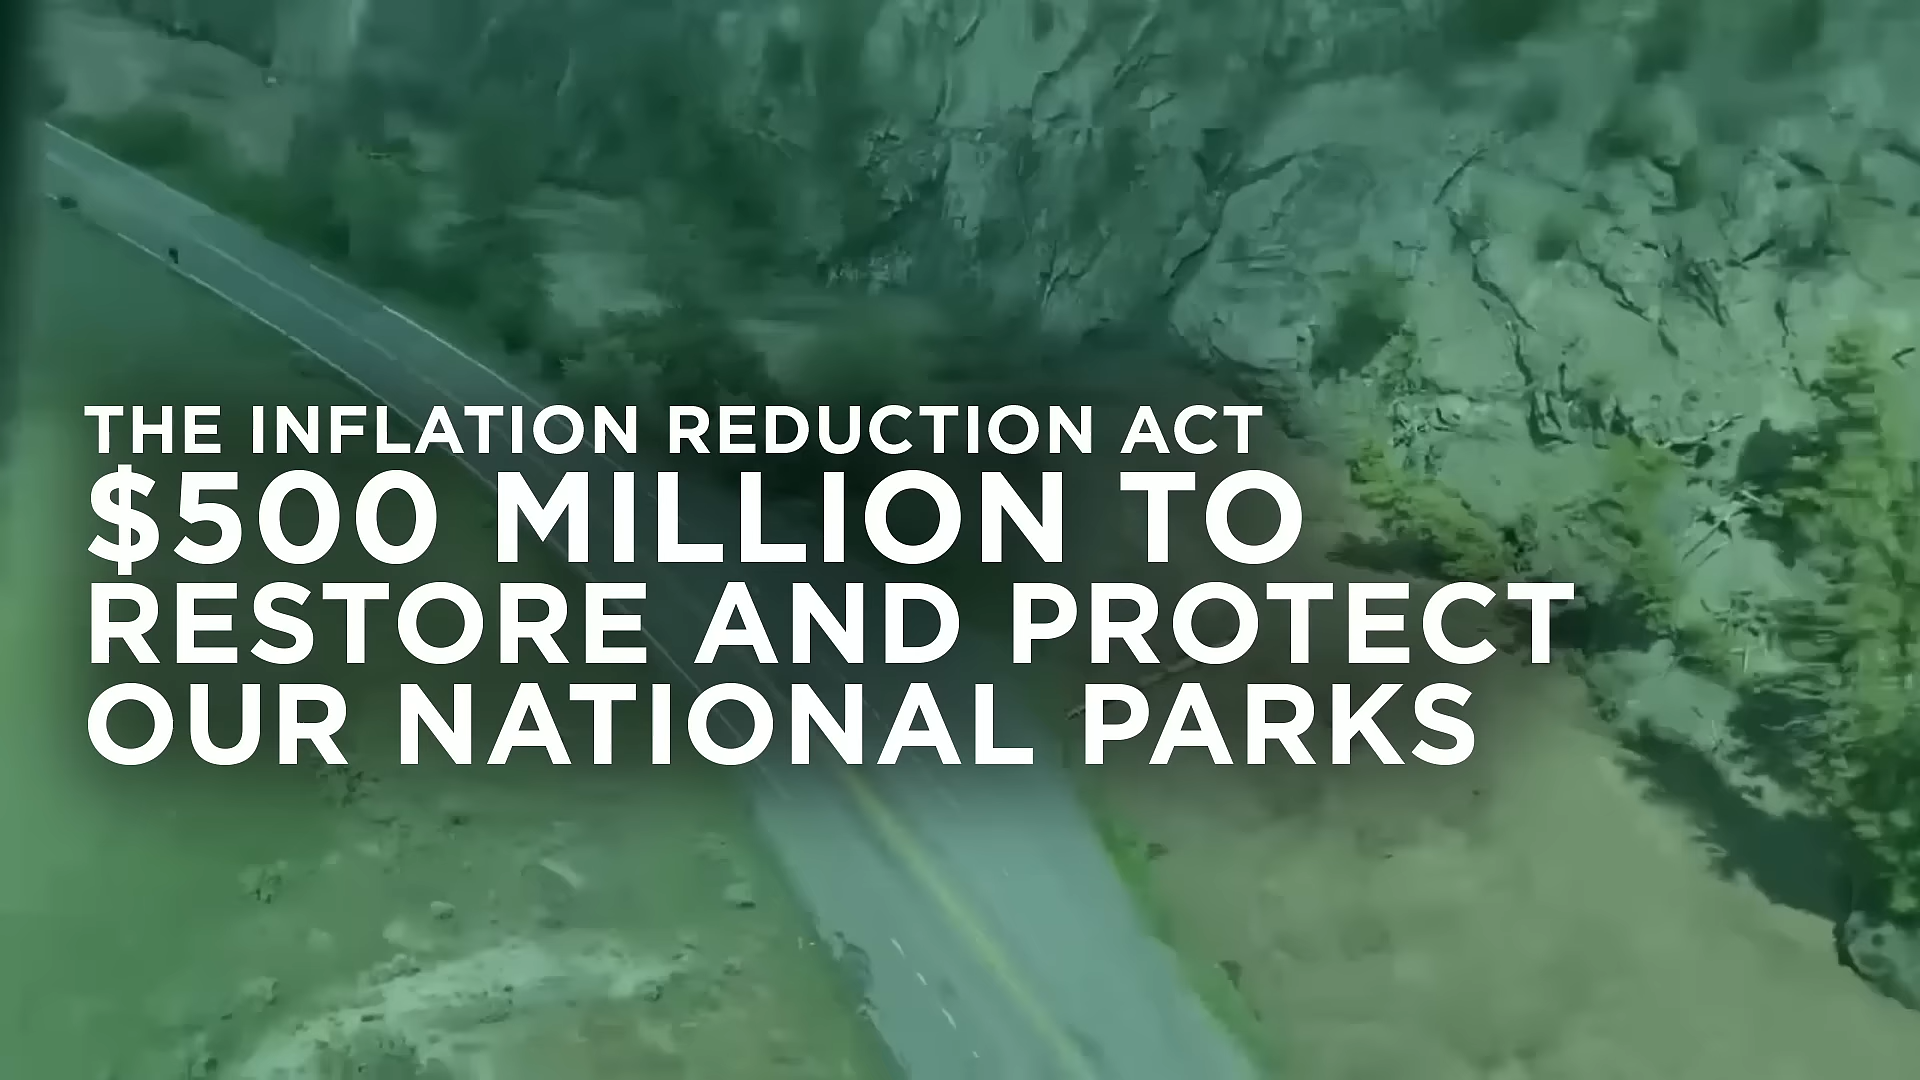 THE INFLATION REDUCTION ACT
$500 MILLION TO
RESTORE AND PROTECT
OUR NATIONAL PARKS